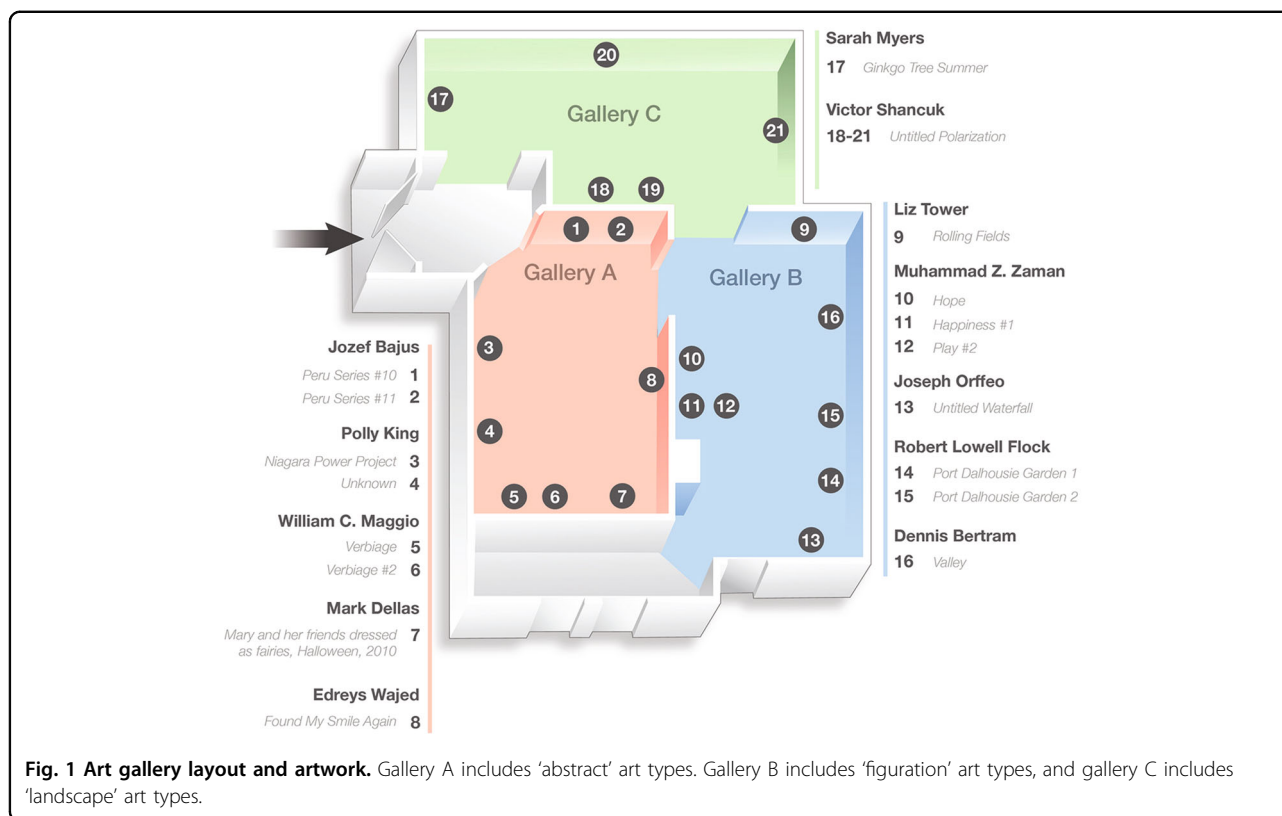 20
17
Gallery C
21
18
19
1
2
9
Gallery A
Gallery B
16
3
10
8
11
12
15
4
14
5
6
7
13
Sarah Myers
17 Ginkgo Tree Summer
Victor Shancuk
18-21 Untitled Polarization
Liz Tower
9 Rolling Fields
Muhammad Z. Zaman
10 Hope
11 Happiness #1
12 Play #2
Joseph Orffeo
13 Untitled Waterfall
Robert Lowell Flock
14 Port Dalhousie Garden 1
15 Port Dalhousie Garden 2
Dennis Bertram
16 Valley
Jozef Bajus
Peru Series #10 1
Peru Series #11 2
Polly King
Niagara Power Project 3
Unknown 4
William C. Maggio
Verbiage 5
Verbiage #2 6
Mark Dellas
Mary and her friends dressed 7
as fairies, Halloween, 2010
Edreys Wajed
Found My Smile Again 8
Fig. 1 Art gallery layout and artwork. Gallery A includes ‘abstract’ art types. Gallery B includes ‘figuration’ art types, and gallery C includes
‘landscape’ art types.